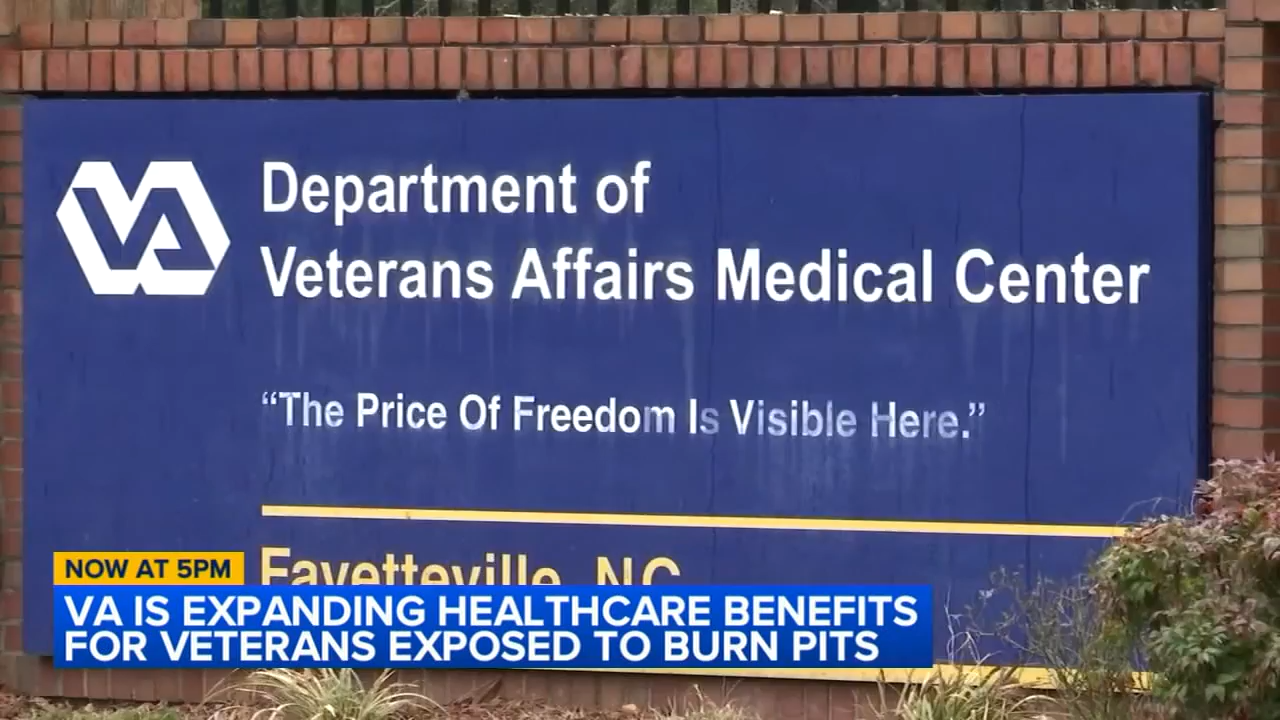 VA
Department of
Veterans Affairs Medical Center
“The Price Of Freedom Is Visible Here.”
Fayetteville, NC
NOW AT 5PM
VA IS EXPANDING HEALTHCARE BENEFITS
FOR VETERANS EXPOSED TO BURN PITS